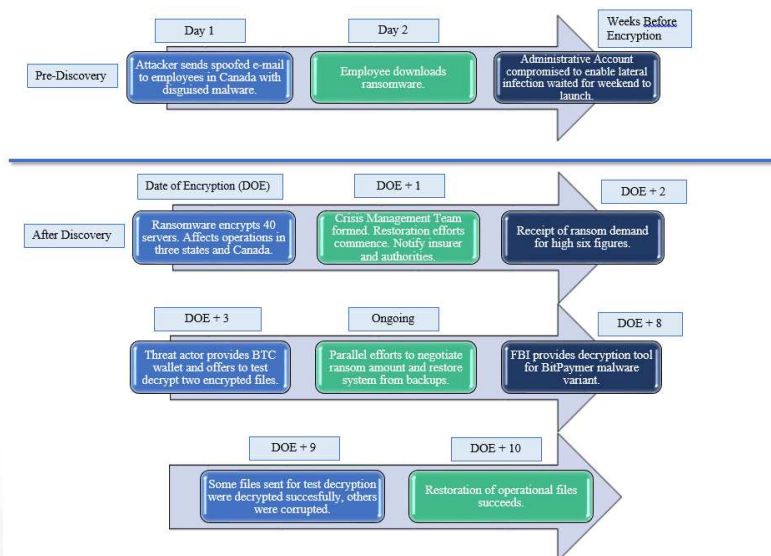 Day 1
Day 2
Weeks Before
Encryption
Pre-Discovery
Attacker sends spoofed e-mail
to employees in Canada with
disguised malware.
Employee downloads
ransomware.
Administrative Account
compromised to enable lateral
infection waited for weekend to
launch.
Date of Encryption (DOE)
DOE + 1
DOE + 2
After Discovery
Ransomware encrypts 40
servers. Affects operations in
three states and Canada.
Crisis Management Team
formed. Restoration efforts
commence. Notify insurer
and authorities.
Receipt of ransom demand
for high six figures.
DOE + 3
Ongoing
DOE + 8
Threat actor provides BTC
wallet and offers to test
decrypt two encrypted files.
Parallel efforts to negotiate
ransom amount and restore
system from backups.
FBI provides decryption tool
for BitPaymer malware
variant.
DOE + 9
DOE + 10
Some files sent for test decryption
were decrypted succesfully, others
were corrupted.
Restoration of operational files
succeeds.